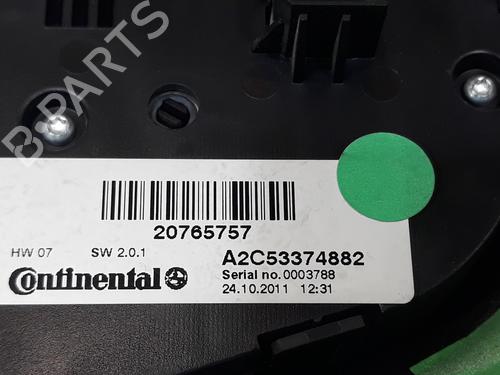 B-PARTS
20765757
HW 07 SW 2.0.1
A2C53374882
Continental
Serial no.0003788
24.10.2011 12:31